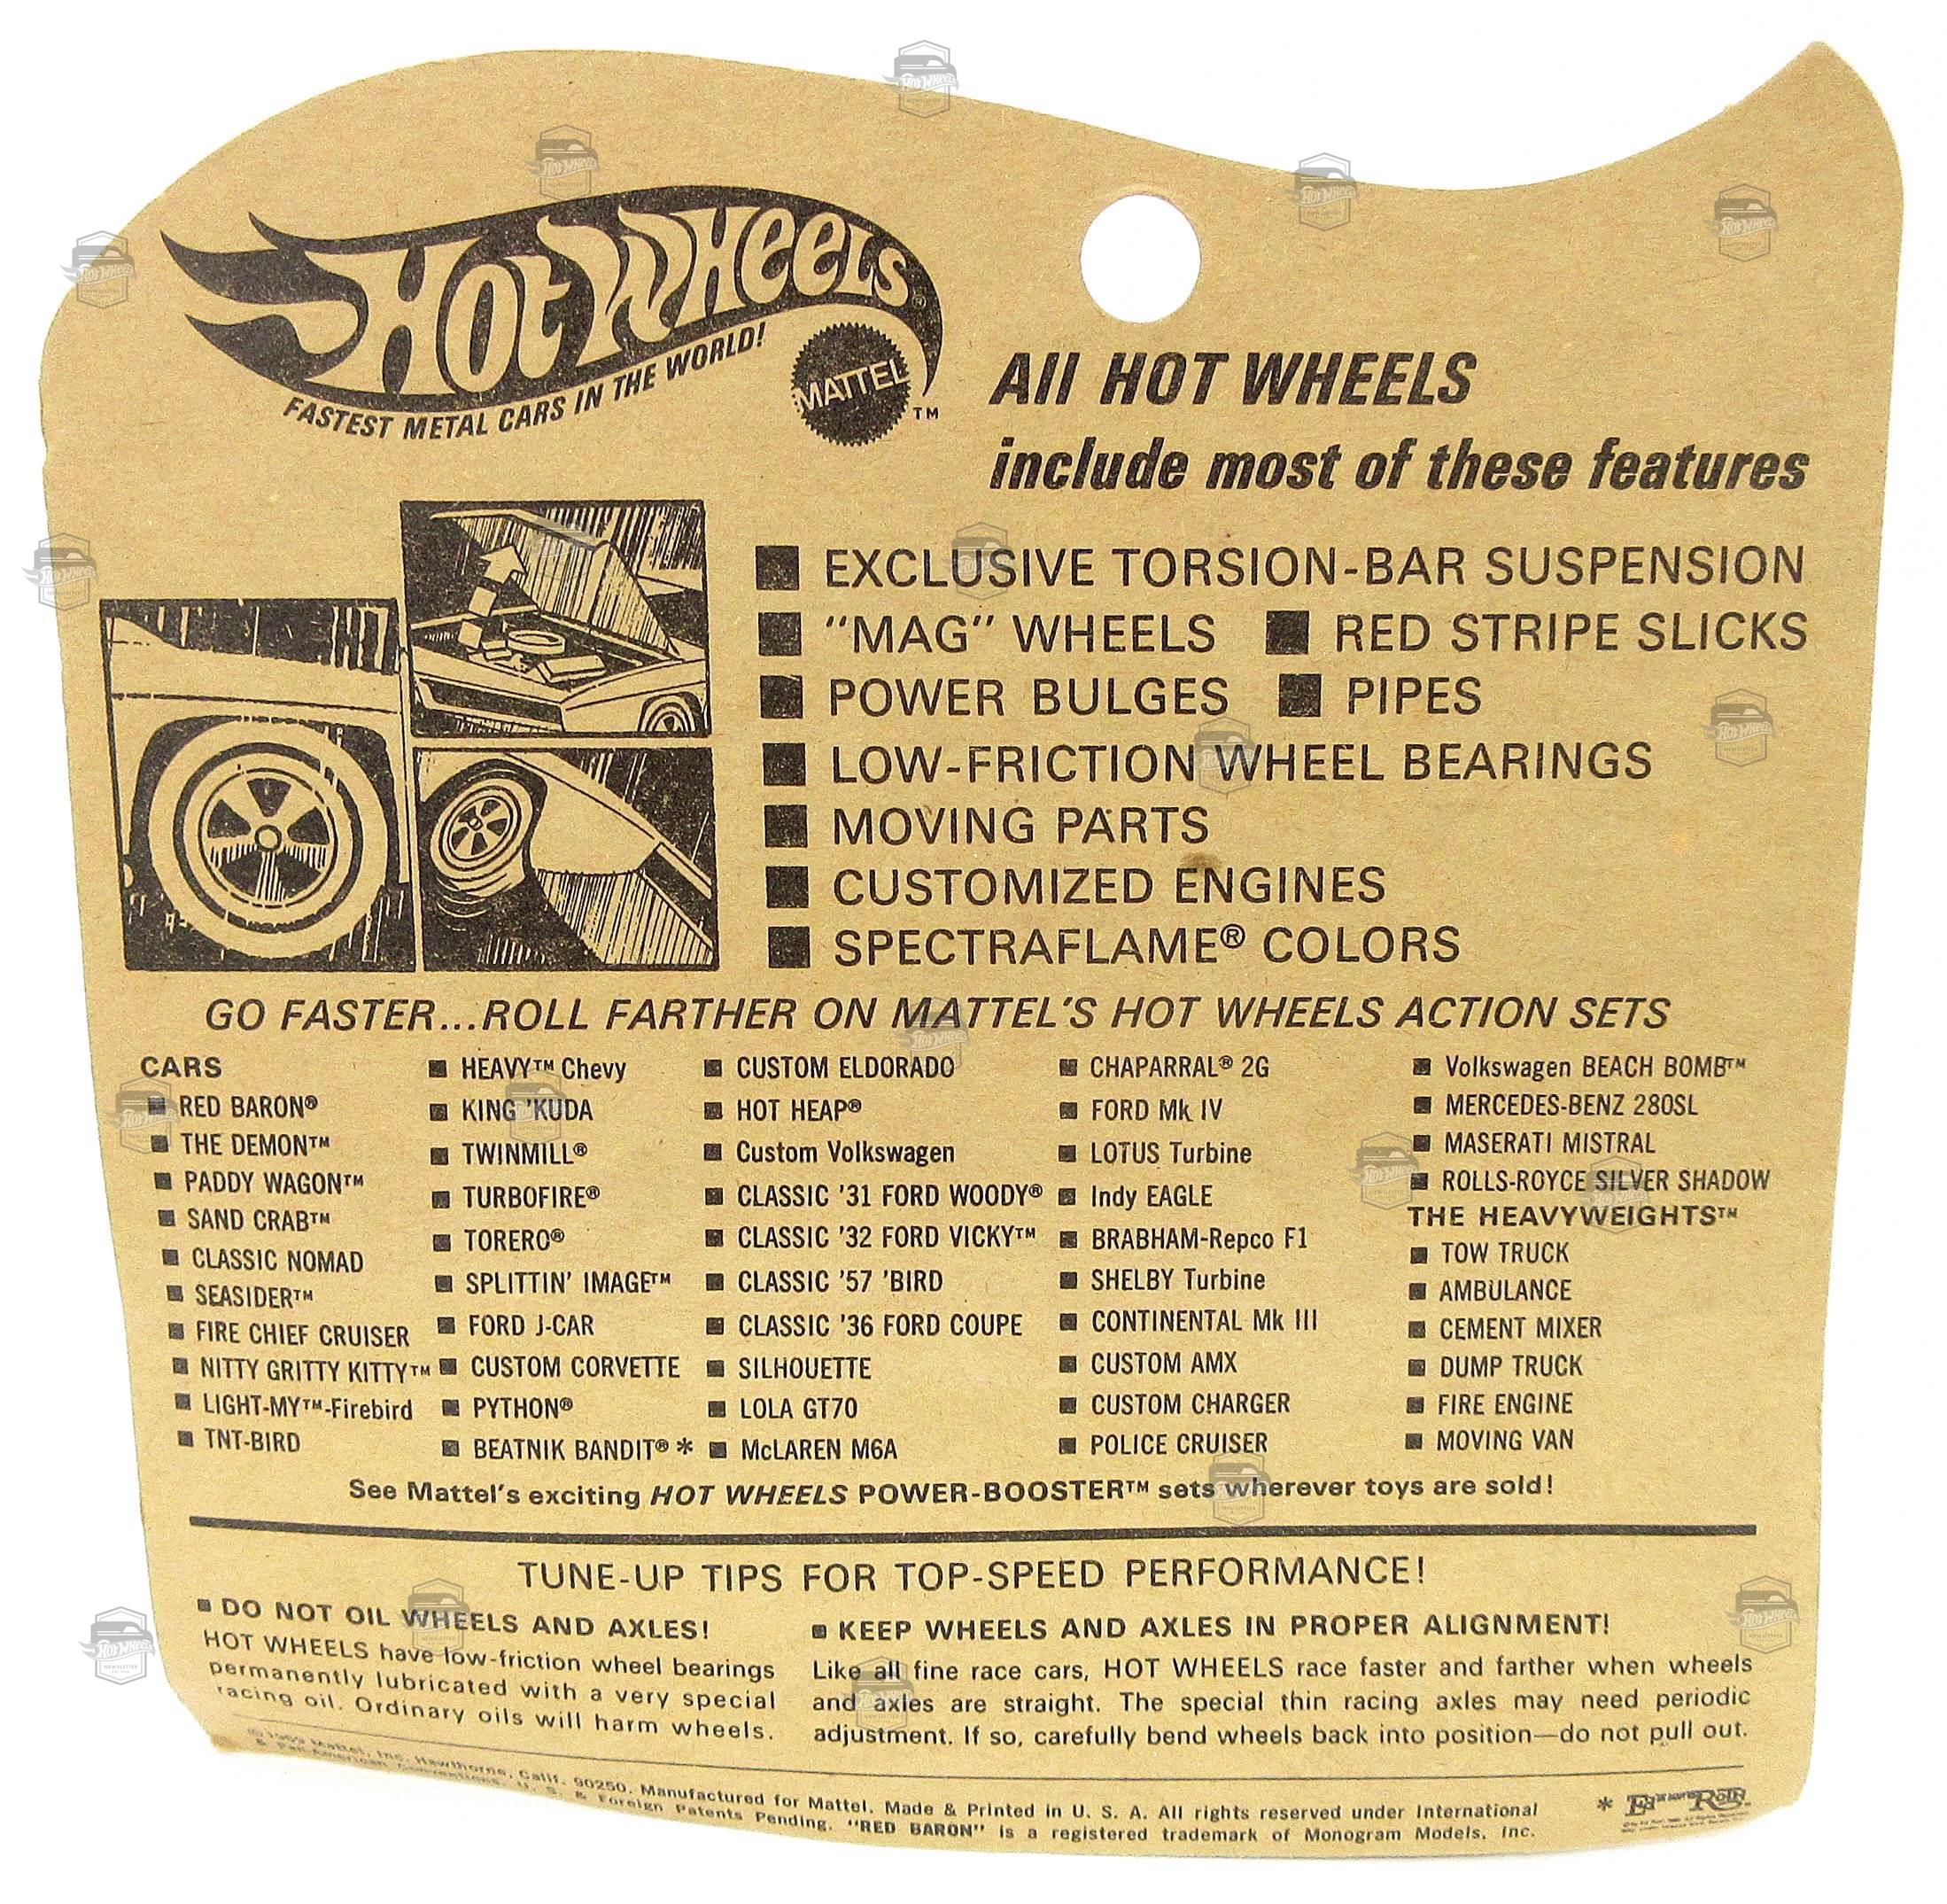 HOT WHEELS®
FASTEST METAL CARS IN THE WORLD!
MATTEL ™
All HOT WHEELS
include most of these features
■ EXCLUSIVE TORSION-BAR SUSPENSION
■ "MAG" WHEELS ■ RED STRIPE SLICKS
■ POWER BULGES ■ PIPES
■ LOW-FRICTION WHEEL BEARINGS
■ MOVING PARTS
■ CUSTOMIZED ENGINES
■ SPECTRAFLAME® COLORS
GO FASTER...ROLL FARTHER ON MATTEL'S HOT WHEELS ACTION SETS
CARS
■ RED BARON®
■ THE DEMON™
■ PADDY WAGON™
■ SAND CRAB™
■ CLASSIC NOMAD
■ SEASIDER™
■ FIRE CHIEF CRUISER
■ NITTY GRITTY KITTY™
■ LIGHT-MY™-Firebird
■ TNT-BIRD
■ HEAVY™ Chevy
■ KING 'KUDA
■ TWINMILL®
■ TURBOFIRE®
■ TORERO®
■ SPLITTIN' IMAGE™
■ FORD J-CAR
■ CUSTOM CORVETTE
■ PYTHON®
■ BEATNIK BANDIT® *
■ CUSTOM ELDORADO
■ HOT HEAP®
■ Custom Volkswagen
■ CLASSIC '31 FORD WOODY®
■ CLASSIC '32 FORD VICKY™
■ CLASSIC '57 'BIRD
■ CLASSIC '36 FORD COUPE
■ SILHOUETTE
■ LOLA GT70
■ McLAREN M6A
■ CHAPARRAL® 2G
■ FORD Mk IV
■ LOTUS Turbine
■ Indy EAGLE
■ BRABHAM-Repco F1
■ SHELBY Turbine
■ CONTINENTAL Mk III
■ CUSTOM AMX
■ CUSTOM CHARGER
■ POLICE CRUISER
■ Volkswagen BEACH BOMB™
■ MERCEDES-BENZ 280SL
■ MASERATI MISTRAL
■ ROLLS-ROYCE SILVER SHADOW
THE HEAVYWEIGHTS™
■ TOW TRUCK
■ AMBULANCE
■ CEMENT MIXER
■ DUMP TRUCK
■ FIRE ENGINE
■ MOVING VAN
See Mattel's exciting HOT WHEELS POWER-BOOSTER™ sets wherever toys are sold!
TUNE-UP TIPS FOR TOP-SPEED PERFORMANCE!
■ DO NOT OIL WHEELS AND AXLES!
HOT WHEELS have low-friction wheel bearings
permanently lubricated with a very special
racing oil. Ordinary oils will harm wheels.
■ KEEP WHEELS AND AXLES IN PROPER ALIGNMENT!
Like all fine race cars, HOT WHEELS race faster and farther when wheels
and axles are straight. The special thin racing axles may need periodic
adjustment. If so, carefully bend wheels back into position—do not pull out.
©1969 Mattel, Inc. Hawthorne, Calif. 90250. Manufactured for Mattel. Made & Printed in U. S. A. All rights reserved under International
& Pan-American Conventions. U. S. & Foreign Patents Pending. "RED BARON" is a registered trademark of Monogram Models, Inc.
* Ed Roth